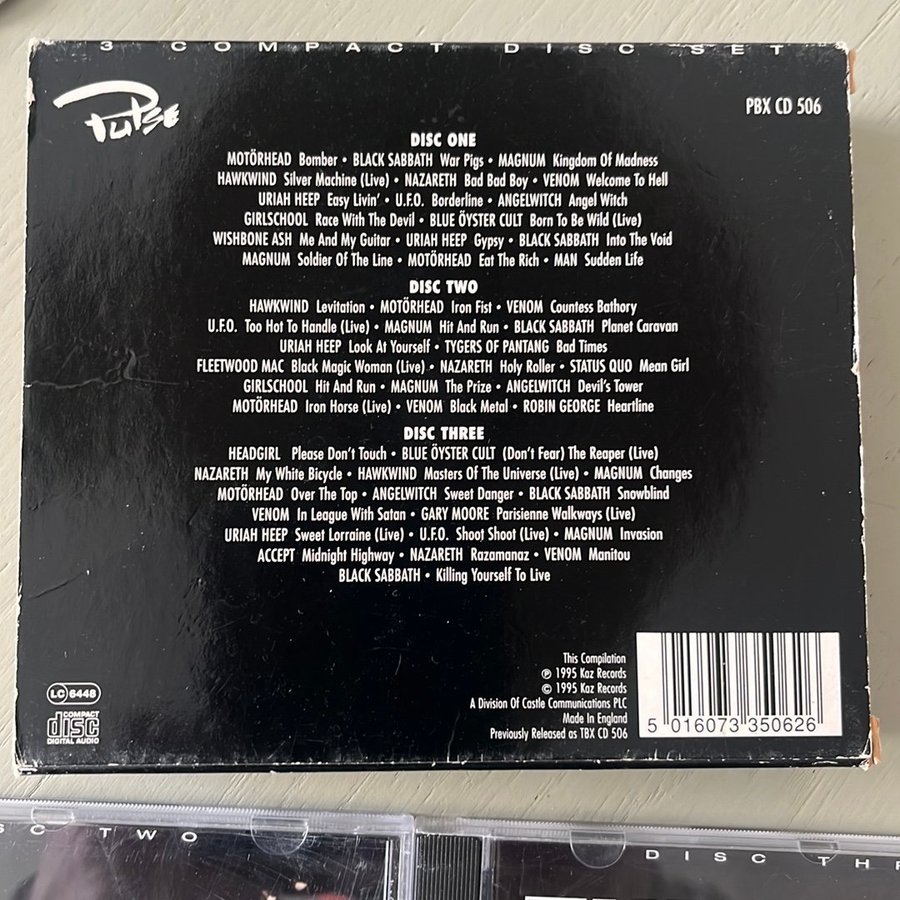 3 COMPACT DISC SET
Pulse
PBX CD 506
DISC ONE
MOTÖRHEAD Bomber • BLACK SABBATH War Pigs • MAGNUM Kingdom Of Madness
HAWKWIND Silver Machine (Live) • NAZARETH Bad Bad Boy • VENOM Welcome To Hell
URIAH HEEP Easy Livin' • U.F.O. Borderline • ANGELWITCH Angel Witch
GIRLSCHOOL Race With The Devil • BLUE ÖYSTER CULT Born To Be Wild (Live)
WISHBONE ASH Me And My Guitar • URIAH HEEP Gypsy • BLACK SABBATH Into The Void
MAGNUM Soldier Of The Line • MOTÖRHEAD Eat The Rich • MAN Sudden Life
DISC TWO
HAWKWIND Levitation • MOTÖRHEAD Iron Fist • VENOM Countess Bathory
U.F.O. Too Hot To Handle (Live) • MAGNUM Hit And Run • BLACK SABBATH Planet Caravan
URIAH HEEP Look At Yourself • TYGERS OF PANTANG Bad Times
FLEETWOOD MAC Black Magic Woman (Live) • NAZARETH Holy Roller • STATUS QUO Mean Girl
GIRLSCHOOL Hit And Run • MAGNUM The Prize • ANGELWITCH Devil's Tower
MOTÖRHEAD Iron Horse (Live) • VENOM Black Metal • ROBIN GEORGE Heartline
DISC THREE
HEADGIRL Please Don't Touch • BLUE ÖYSTER CULT (Don't Fear) The Reaper (Live)
NAZARETH My White Bicycle • HAWKWIND Masters Of The Universe (Live) • MAGNUM Changes
MOTÖRHEAD Over The Top • ANGELWITCH Sweet Danger • BLACK SABBATH Snowblind
VENOM In League With Satan • GARY MOORE Parisienne Walkways (Live)
URIAH HEEP Sweet Lorraine (Live) • U.F.O. Shoot Shoot (Live) • MAGNUM Invasion
ACCEPT Midnight Highway • NAZARETH Razamanaz • VENOM Manitou
BLACK SABBATH • Killing Yourself To Live
This Compilation
℗ 1995 Kaz Records
© 1995 Kaz Records
A Division Of Castle Communications PLC
Made In England
Previously Released as TBX CD 506
LC 6448
COMPACT
disc
DIGITAL AUDIO
5 016073 350626
SC TWO
DISC THR